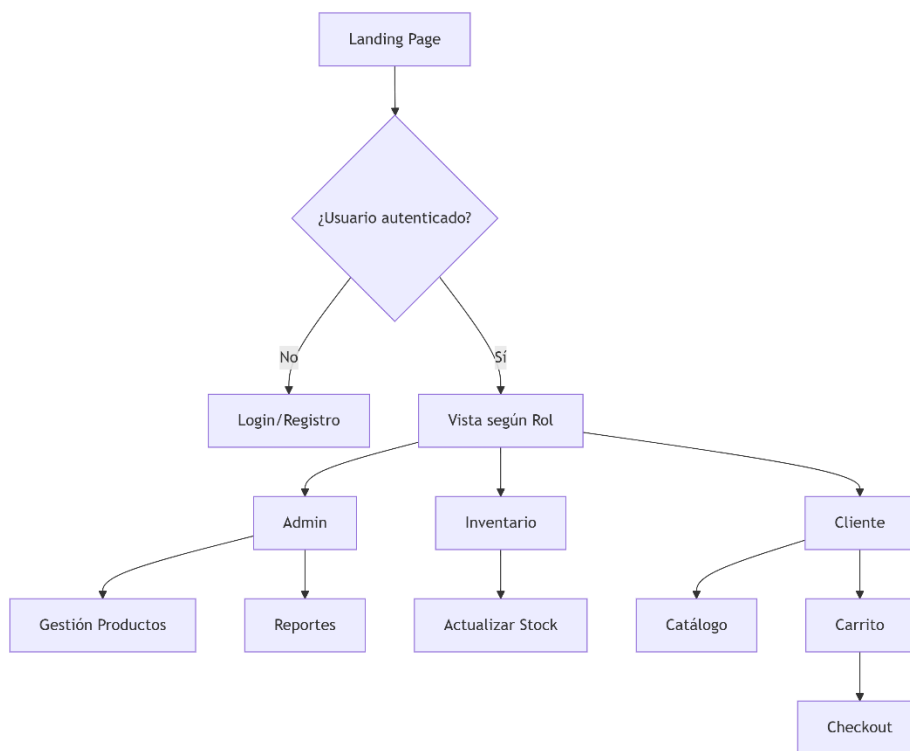 Landing Page
¿Usuario autenticado?
No
Sí
Login/Registro
Vista según Rol
Admin
Inventario
Cliente
Gestión Productos
Reportes
Actualizar Stock
Catálogo
Carrito
Checkout